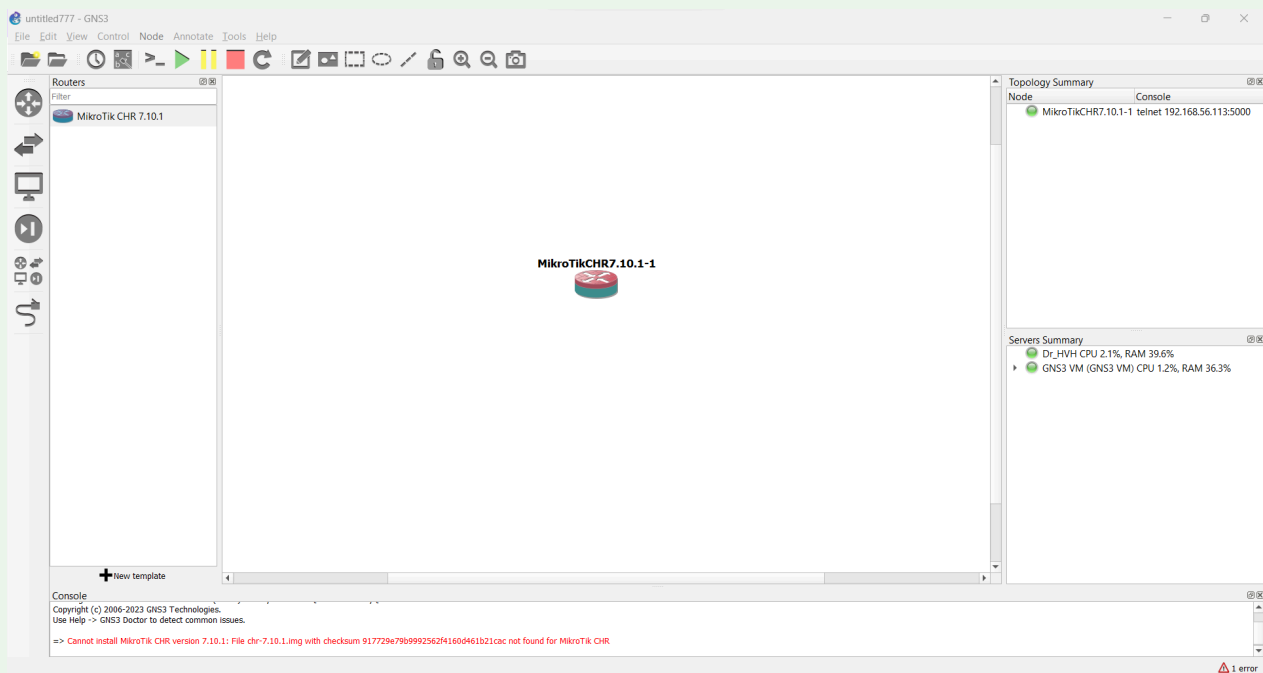 untitled777 - GNS3
File Edit View Control Node Annotate Tools Help
Routers
Filter
MikroTik CHR 7.10.1
New template
MikroTikCHR7.10.1-1
Topology Summary
Node Console
MikroTikCHR7.10.1-1 telnet 192.168.56.113:5000
Servers Summary
Dr_HVH CPU 2.1%, RAM 39.6%
GNS3 VM (GNS3 VM) CPU 1.2%, RAM 36.3%
Console
Copyright (c) 2006-2023 GNS3 Technologies.
Use Help -> GNS3 Doctor to detect common issues.
=> Cannot install MikroTik CHR version 7.10.1: File chr-7.10.1.img with checksum 917729e79b9992562f4160d461b21cac not found for MikroTik CHR
1 error